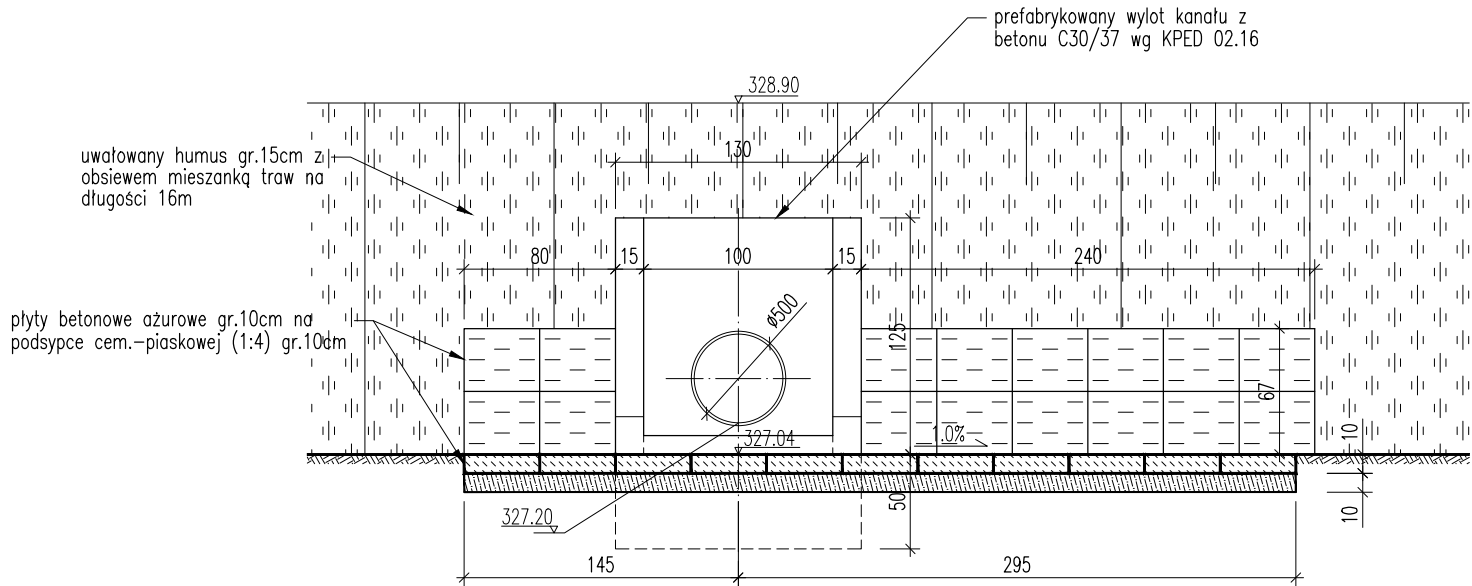 prefabrykowany wylot kanału z
betonu C30/37 wg KPED 02.16
328.90
130
uwałowany humus gr.15cm z
obsiewem mieszanką traw na
długości 16m
80
15
100
15
240
ø500
125
płyty betonowe ażurowe gr.10cm na
podsypce cem.-piaskowej (1:4) gr.10cm
67
1.0%
327.04
10
50
10
327.20
145
295